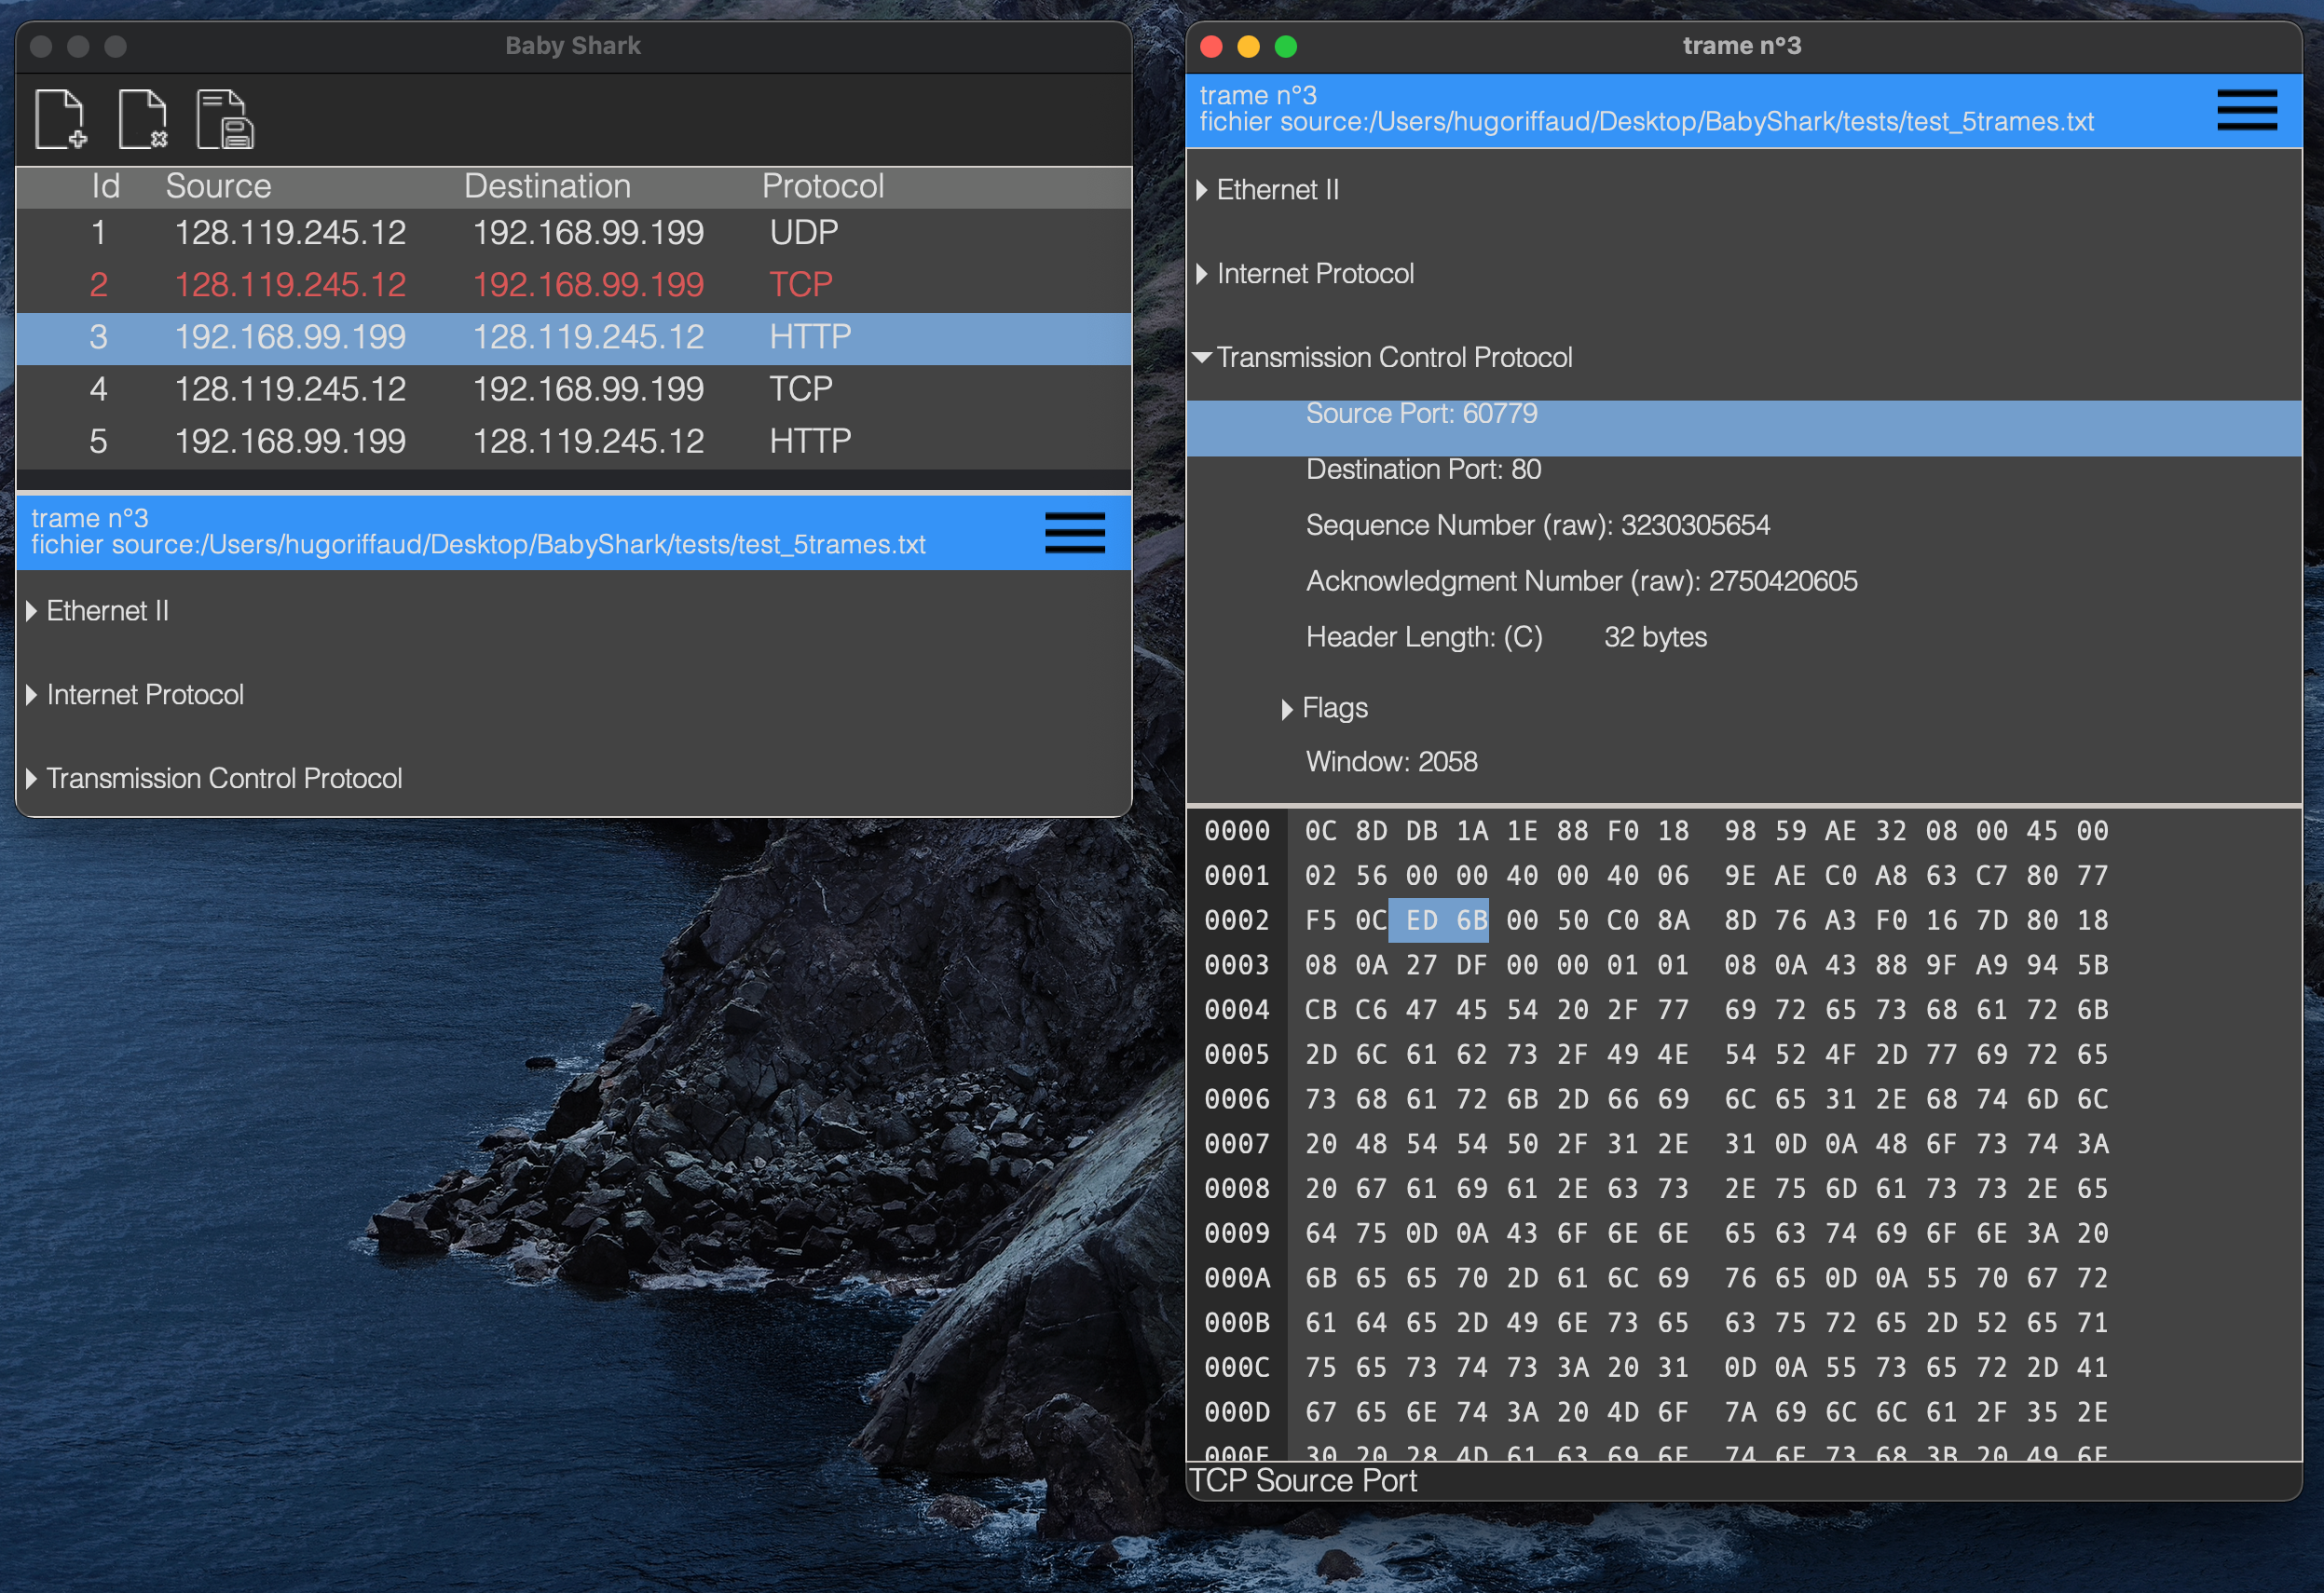 Baby Shark
Id Source Destination Protocol
1 128.119.245.12 192.168.99.199 UDP
2 128.119.245.12 192.168.99.199 TCP
3 192.168.99.199 128.119.245.12 HTTP
4 128.119.245.12 192.168.99.199 TCP
5 192.168.99.199 128.119.245.12 HTTP
trame n°3
fichier source:/Users/hugoriffaud/Desktop/BabyShark/tests/test_5trames.txt
Ethernet II
Internet Protocol
Transmission Control Protocol
trame n°3
trame n°3
fichier source:/Users/hugoriffaud/Desktop/BabyShark/tests/test_5trames.txt
Ethernet II
Internet Protocol
Transmission Control Protocol
Source Port: 60779
Destination Port: 80
Sequence Number (raw): 3230305654
Acknowledgment Number (raw): 2750420605
Header Length: (C) 32 bytes
Flags
Window: 2058
0000 0C 8D DB 1A 1E 88 F0 18 98 59 AE 32 08 00 45 00
0001 02 56 00 00 40 00 40 06 9E AE C0 A8 63 C7 80 77
0002 F5 0C ED 6B 00 50 C0 8A 8D 76 A3 F0 16 7D 80 18
0003 08 0A 27 DF 00 00 01 01 08 0A 43 88 9F A9 94 5B
0004 CB C6 47 45 54 20 2F 77 69 72 65 73 68 61 72 6B
0005 2D 6C 61 62 73 2F 49 4E 54 52 4F 2D 77 69 72 65
0006 73 68 61 72 6B 2D 66 69 6C 65 31 2E 68 74 6D 6C
0007 20 48 54 54 50 2F 31 2E 31 0D 0A 48 6F 73 74 3A
0008 20 67 61 69 61 2E 63 73 2E 75 6D 61 73 73 2E 65
0009 64 75 0D 0A 43 6F 6E 6E 65 63 74 69 6F 6E 3A 20
000A 6B 65 65 70 2D 61 6C 69 76 65 0D 0A 55 70 67 72
000B 61 64 65 2D 49 6E 73 65 63 75 72 65 2D 52 65 71
000C 75 65 73 74 73 3A 20 31 0D 0A 55 73 65 72 2D 41
000D 67 65 6E 74 3A 20 4D 6F 7A 69 6C 6C 61 2F 35 2E
000E 30 20 28 4D 61 63 69 6E 74 6F 73 68 3B 20 49 6E
TCP Source Port